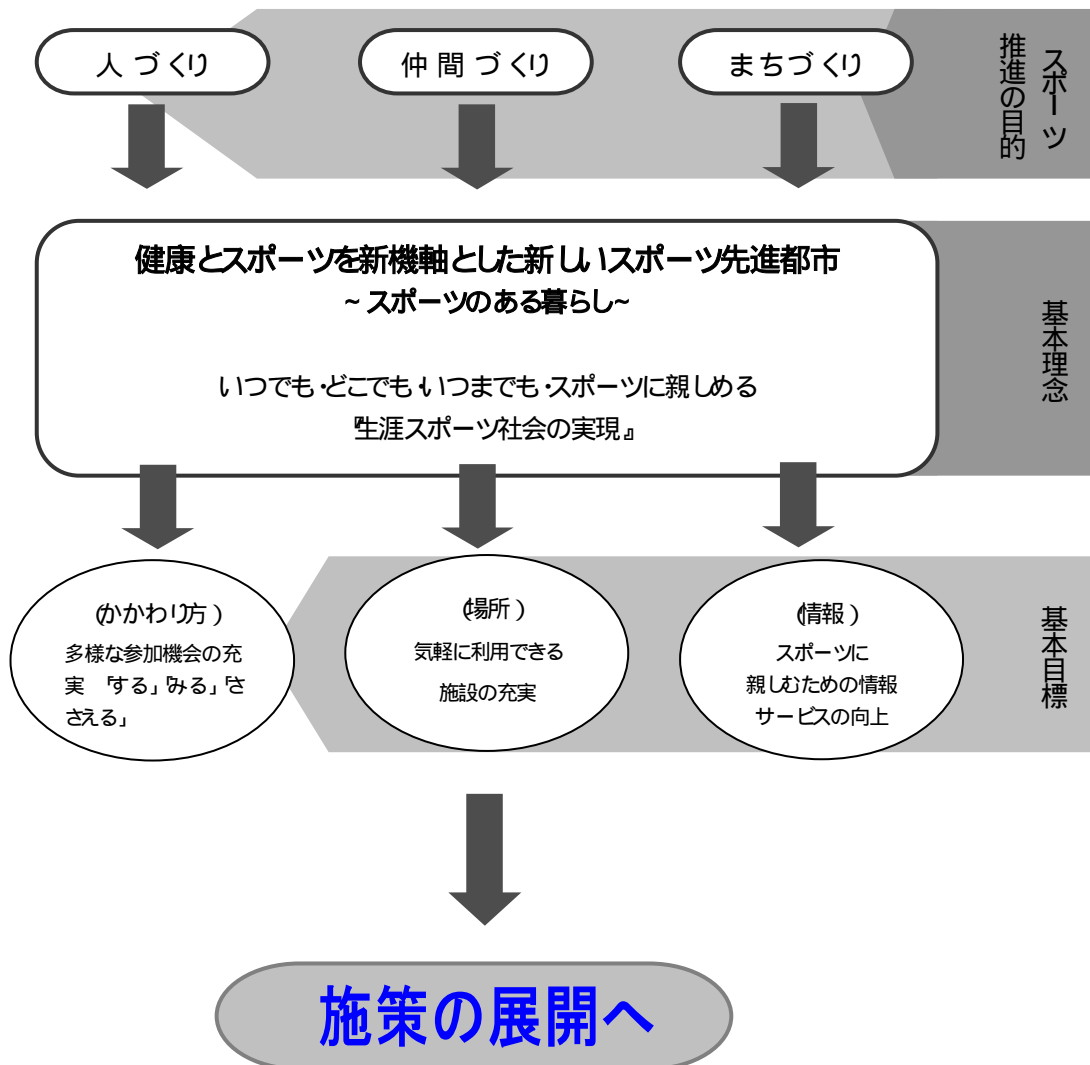 人づくり
仲間づくり
まちづくり
スポーツ
推進の目的
健康とスポーツを新機軸とした新しいスポーツ先進都市
~スポーツのある暮らし~
いつでも・どこでも・いつまでも・スポーツに親しめる
『生涯スポーツ社会の実現』
基本理念
(かかわり方)
多様な参加機会の充
実 「する」「みる」「さ
さえる」
(場所)
気軽に利用できる
施設の充実
(情報)
スポーツに
親しむための情報
サービスの向上
基本目標
施策の展開へ